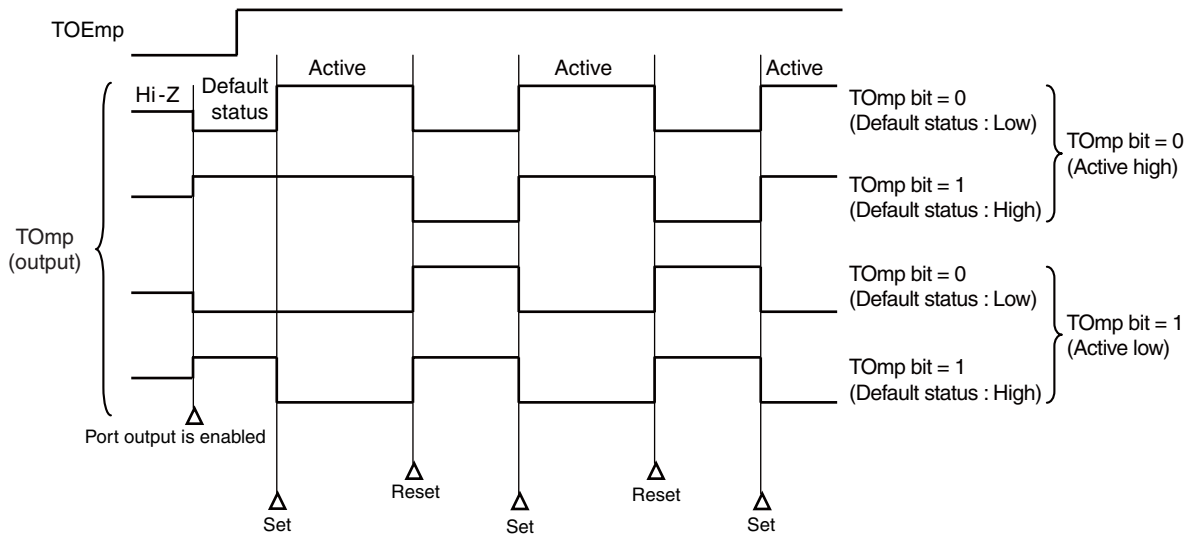 TOEmp
Active
Active
Active
Hi-Z
Default
status
TOmp bit = 0
(Default status : Low)
TOmp bit = 0
(Active high)
TOmp bit = 1
(Default status : High)
TOmp
(output)
TOmp bit = 0
(Default status : Low)
TOmp bit = 1
(Active low)
TOmp bit = 1
(Default status : High)
Port output is enabled
Reset
Reset
Set
Set
Set